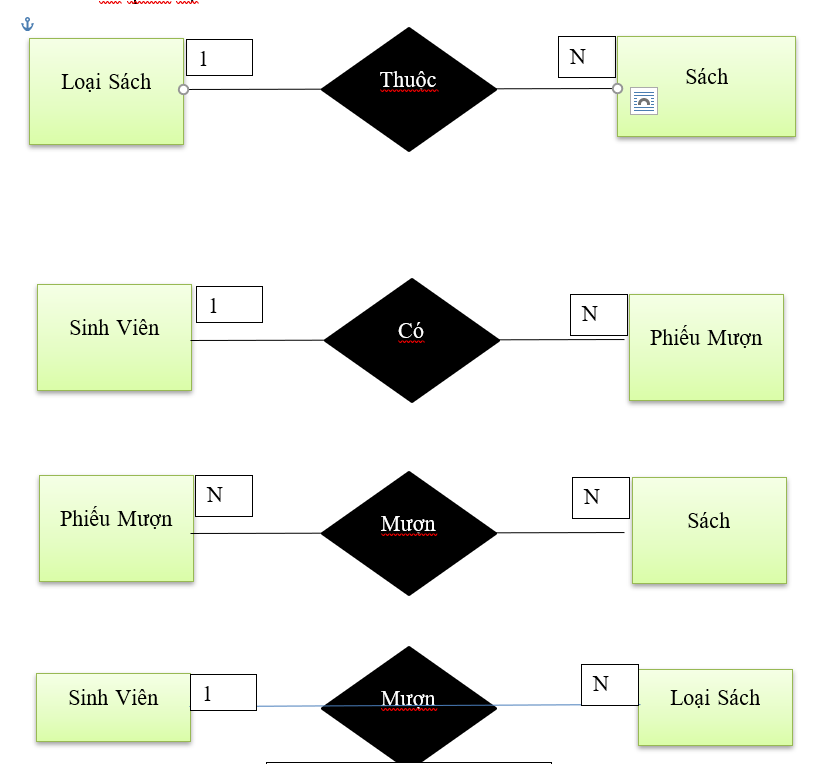 Loại Sách
1
Thuộc
N
Sách
Sinh Viên
1
Có
N
Phiếu Mượn
Phiếu Mượn
N
Mượn
N
Sách
Sinh Viên
1
Mượn
N
Loại Sách